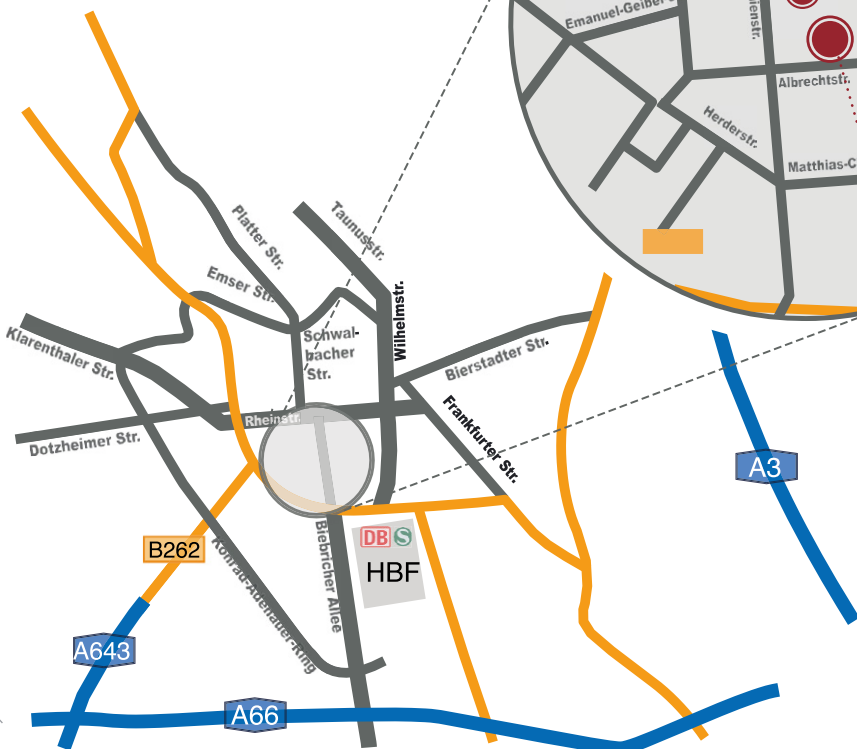 Emanuel-Geibel-
ienstr.
Albrechtstr.
Herderstr.
Matthias-C
Taunusstr.
Platter Str.
Emser Str.
Wilhelmstr.
Klarenthaler Str.
Schwal-
bacher
Str.
Bierstadter Str.
Rheinstr.
Frankfurter Str.
Dotzheimer Str.
A3
DB S
B262
Konrad-Adenauer-Ring
Biebricher Allee
HBF
A643
A66